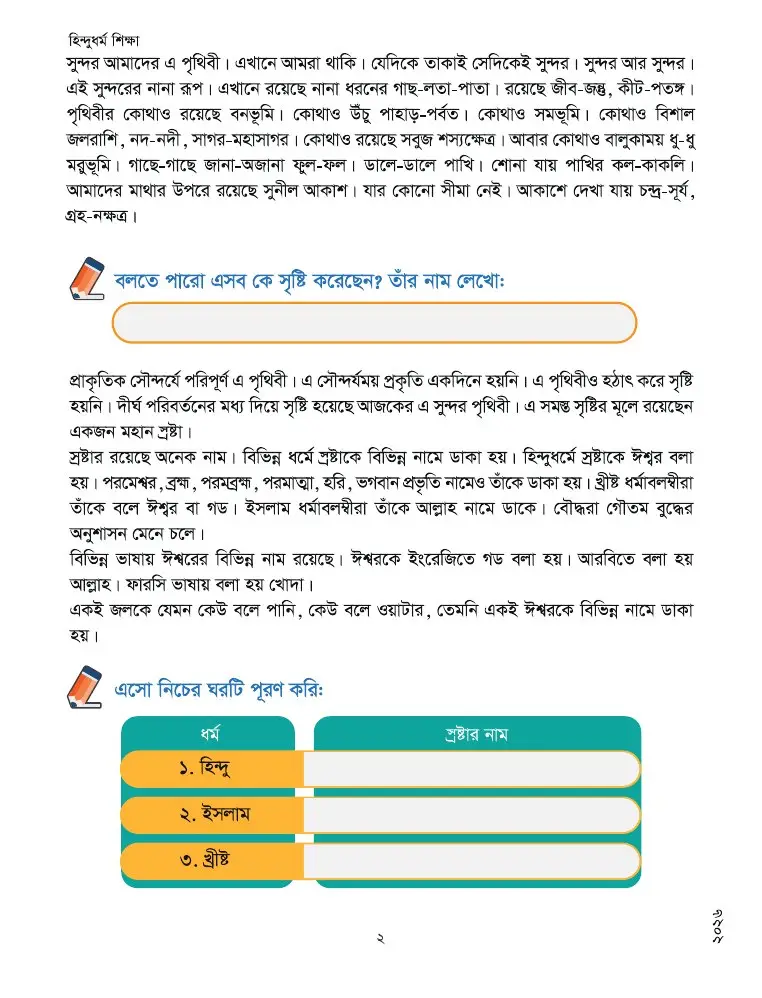 হিন্দুধর্ম শিক্ষা
সুন্দর আমাদের এ পৃথিবী। এখানে আমরা থাকি। যেদিকে তাকাই সেদিকেই সুন্দর। সুন্দর আর সুন্দর।
এই সুন্দরের নানা রূপ। এখানে রয়েছে নানা ধরনের গাছ-লতা-পাতা। রয়েছে জীব-জন্তু, কীট-পতঙ্গ।
পৃথিবীর কোথাও রয়েছে বনভূমি। কোথাও উঁচু পাহাড়-পর্বত। কোথাও সমভূমি। কোথাও বিশাল
জলরাশি, নদ-নদী, সাগর-মহাসাগর। কোথাও রয়েছে সবুজ শস্যক্ষেত্র। আবার কোথাও বালুকাময় ধু-ধু
মরুভূমি। গাছে-গাছে জানা-অজানা ফুল-ফল। ডালে-ডালে পাখি। শোনা যায় পাখির কল-কাকলি।
আমাদের মাথার উপরে রয়েছে সুনীল আকাশ। যার কোনো সীমা নেই। আকাশে দেখা যায় চন্দ্র-সূর্য,
গ্রহ-নক্ষত্র।
বলতে পারো এসব কে সৃষ্টি করেছেন? তাঁর নাম লেখো:
প্রাকৃতিক সৌন্দর্যে পরিপূর্ণ এ পৃথিবী। এ সৌন্দর্যময় প্রকৃতি একদিনে হয়নি। এ পৃথিবীও হঠাৎ করে সৃষ্টি
হয়নি। দীর্ঘ পরিবর্তনের মধ্য দিয়ে সৃষ্টি হয়েছে আজকের এ সুন্দর পৃথিবী। এ সমস্ত সৃষ্টির মূলে রয়েছেন
একজন মহান স্রষ্টা।
স্রষ্টার রয়েছে অনেক নাম। বিভিন্ন ধর্মে স্রষ্টাকে বিভিন্ন নামে ডাকা হয়। হিন্দুধর্মে স্রষ্টাকে ঈশ্বর বলা
হয়। পরমেশ্বর, ব্রহ্ম, পরমব্রহ্ম, পরমাত্মা, হরি, ভগবান প্রভৃতি নামেও তাঁকে ডাকা হয়। খ্রীষ্ট ধর্মাবলম্বীরা
তাঁকে বলে ঈশ্বর বা গড। ইসলাম ধর্মাবলম্বীরা তাঁকে আল্লাহ নামে ডাকে। বৌদ্ধরা গৌতম বুদ্ধের
অনুশাসন মেনে চলে।
বিভিন্ন ভাষায় ঈশ্বরের বিভিন্ন নাম রয়েছে। ঈশ্বরকে ইংরেজিতে গড বলা হয়। আরবিতে বলা হয়
আল্লাহ। ফারসি ভাষায় বলা হয় খোদা।
একই জলকে যেমন কেউ বলে পানি, কেউ বলে ওয়াটার, তেমনি একই ঈশ্বরকে বিভিন্ন নামে ডাকা
হয়।
এসো নিচের ঘরটি পূরণ করি:
ধর্ম স্রষ্টার নাম
১. হিন্দু
২. ইসলাম
৩. খ্রীষ্ট
২
২০২৬